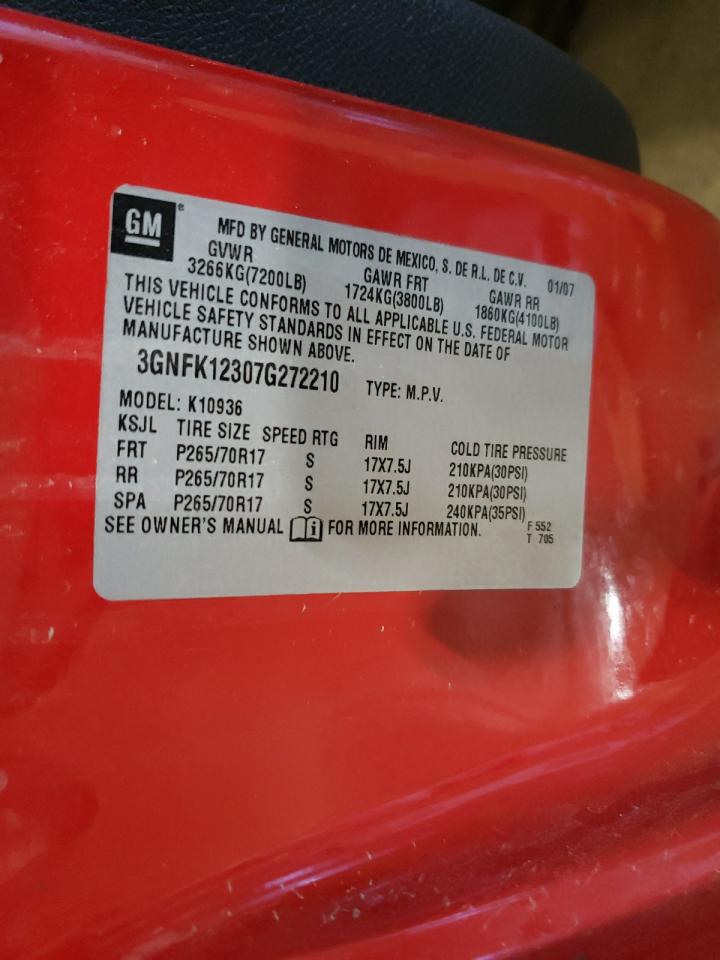 GM®
MFD BY GENERAL MOTORS DE MEXICO, S. DE R.L. DE C.V. 01/07
GVWR GAWR FRT GAWR RR
3266KG(7200LB) 1724KG(3800LB) 1860KG(4100LB)
THIS VEHICLE CONFORMS TO ALL APPLICABLE U.S. FEDERAL MOTOR
VEHICLE SAFETY STANDARDS IN EFFECT ON THE DATE OF
MANUFACTURE SHOWN ABOVE.
3GNFK12307G272210 TYPE: M.P.V.
MODEL: K10936
KSJL TIRE SIZE SPEED RTG RIM COLD TIRE PRESSURE
FRT P265/70R17 S 17X7.5J 210KPA(30PSI)
RR P265/70R17 S 17X7.5J 210KPA(30PSI)
SPA P265/70R17 S 17X7.5J 240KPA(35PSI)
SEE OWNER'S MANUAL i FOR MORE INFORMATION. F 552
T 705